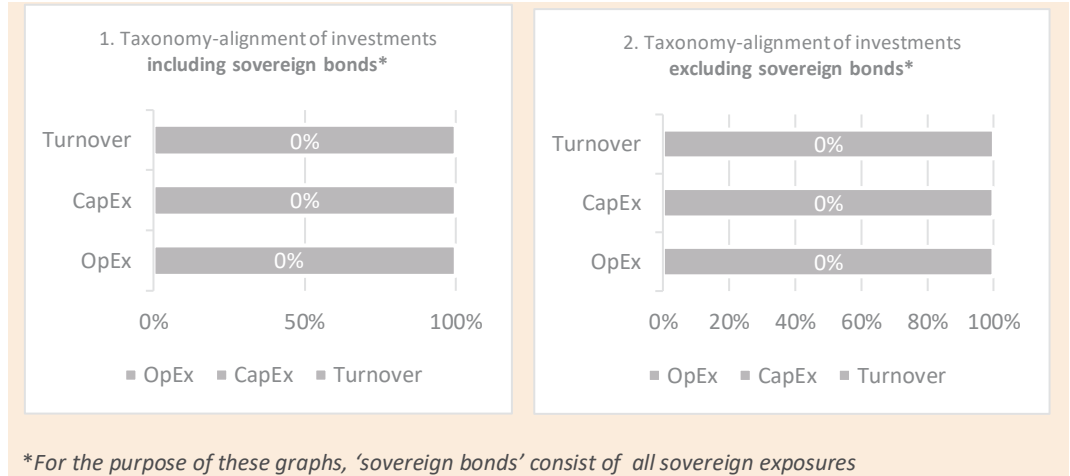 1. Taxonomy-alignment of investments
including sovereign bonds*
Turnover
0%
CapEx
0%
OpEx
0%
0% 50% 100%
OpEx CapEx Turnover
2. Taxonomy-alignment of investments
excluding sovereign bonds*
Turnover
0%
CapEx
0%
OpEx
0%
0% 20% 40% 60% 80% 100%
OpEx CapEx Turnover
*For the purpose of these graphs, ‘sovereign bonds’ consist of all sovereign exposures